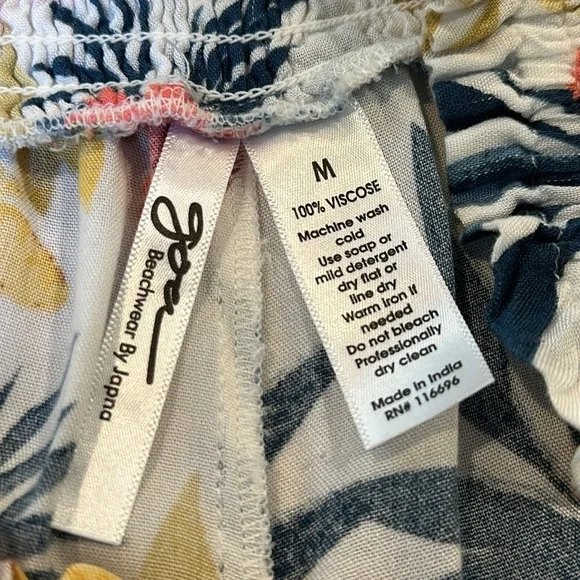 Beachwear By Japna
M
100% VISCOSE
Machine wash
cold
Use soap or
mild detergent
dry flat or
line dry
Warm iron if
needed
Do not bleach
Professionally
dry clean
Made in India
RN# 116696